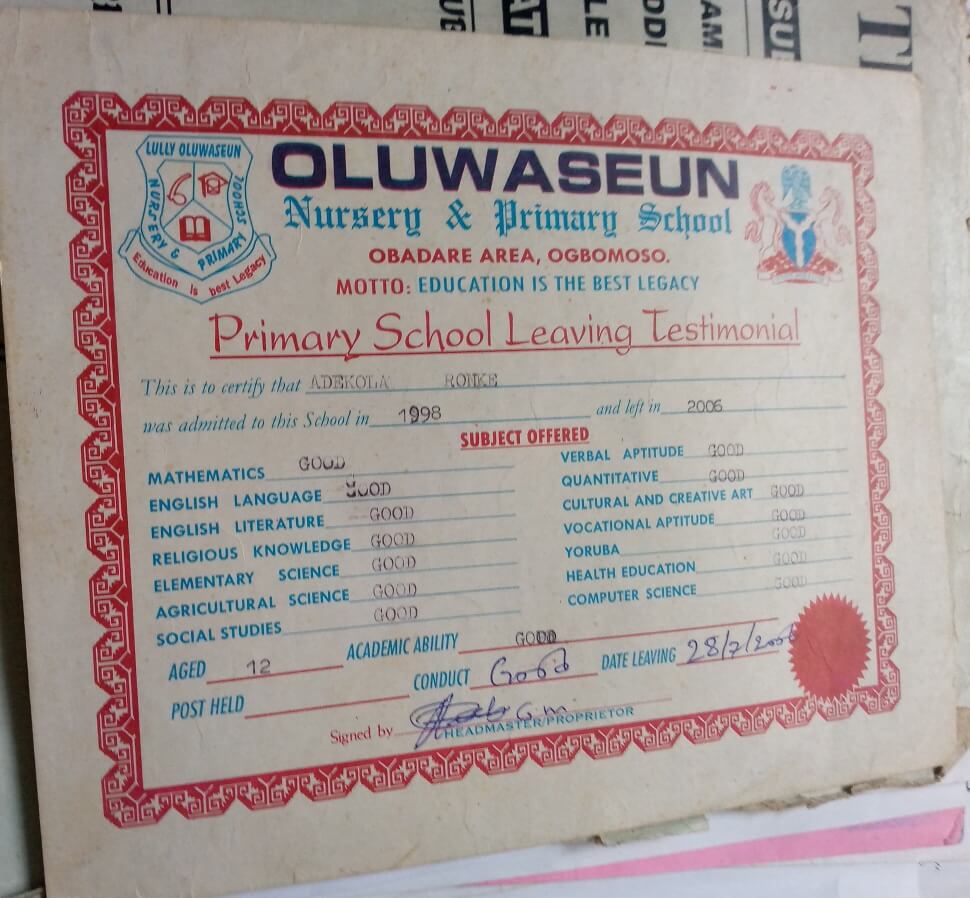 LULLY OLUWASEUN
NURSERY & PRIMARY SCHOOL
Education is best Legacy
OLUWASEUN
Nursery & Primary School
OBADARE AREA, OGBOMOSO.
MOTTO: EDUCATION IS THE BEST LEGACY
Primary School Leaving Testimonial
This is to certify that ADEKOLA RONKE
was admitted to this School in 1998 and left in 2006
SUBJECT OFFERED
MATHEMATICS GOOD
ENGLISH LANGUAGE GOOD
ENGLISH LITERATURE GOOD
RELIGIOUS KNOWLEDGE GOOD
ELEMENTARY SCIENCE GOOD
AGRICULTURAL SCIENCE GOOD
SOCIAL STUDIES GOOD
VERBAL APTITUDE GOOD
QUANTITATIVE GOOD
CULTURAL AND CREATIVE ART GOOD
VOCATIONAL APTITUDE GOOD
YORUBA GOOD
HEALTH EDUCATION GOOD
COMPUTER SCIENCE GOOD
AGED 12 ACADEMIC ABILITY GOOD
POST HELD CONDUCT Good DATE LEAVING 28/7/2006
Signed by
HEADMASTER/PROPRIETOR